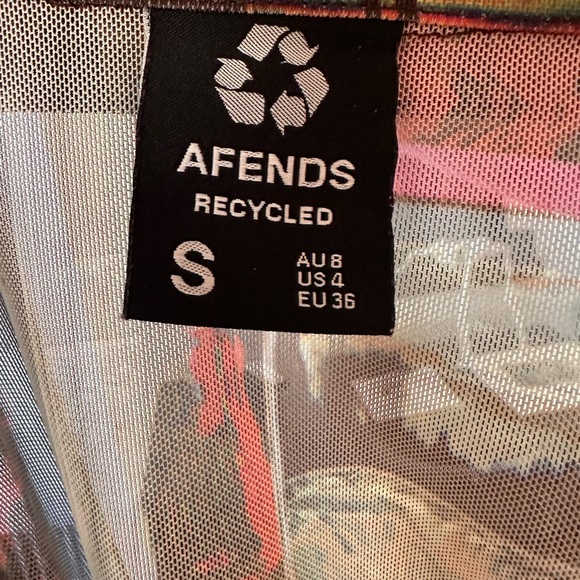 AFENDS
RECYCLED
S
AU 8
US 4
EU 36